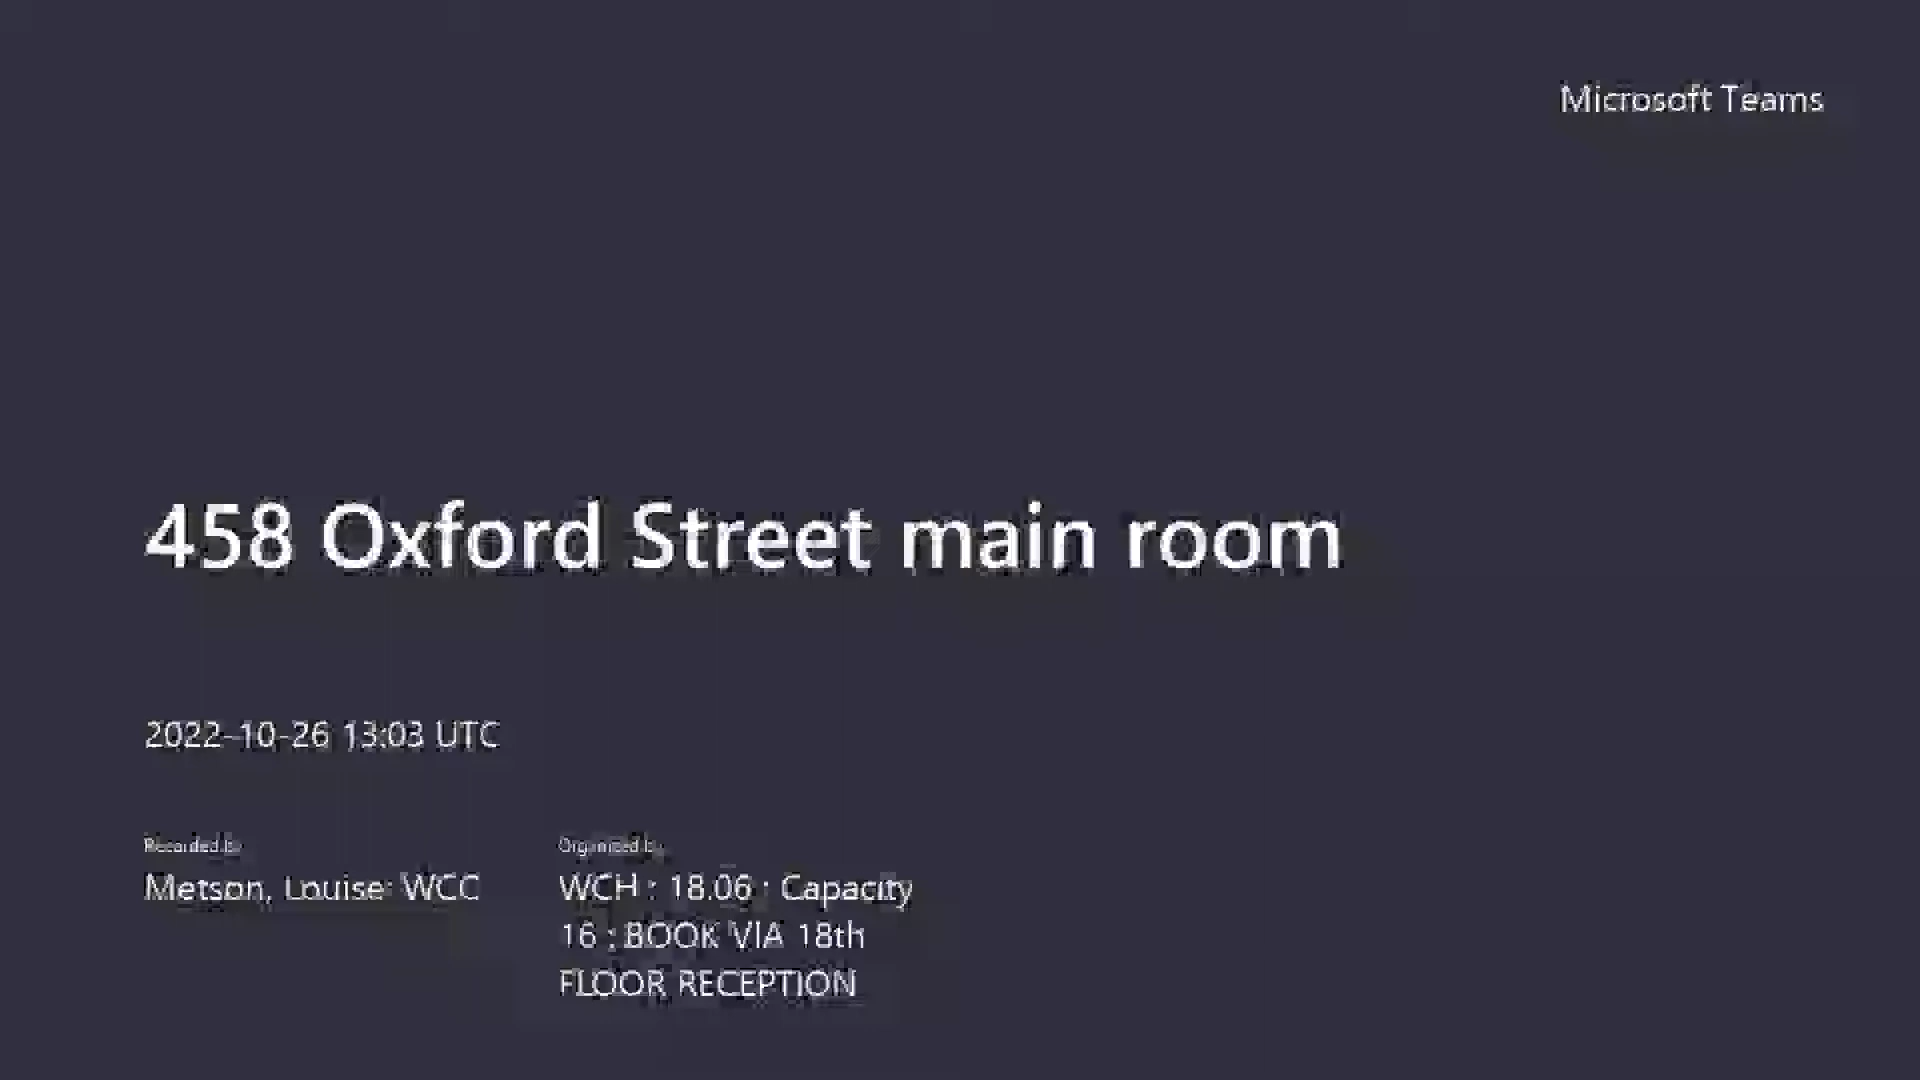 Microsoft Teams
458 Oxford Street main room
2022-10-26 13:03 UTC
Recorded by
Organized by
Metson, Louise: WCC
WCH : 18.06 : Capacity
16 : BOOK VIA 18th
FLOOR RECEPTION